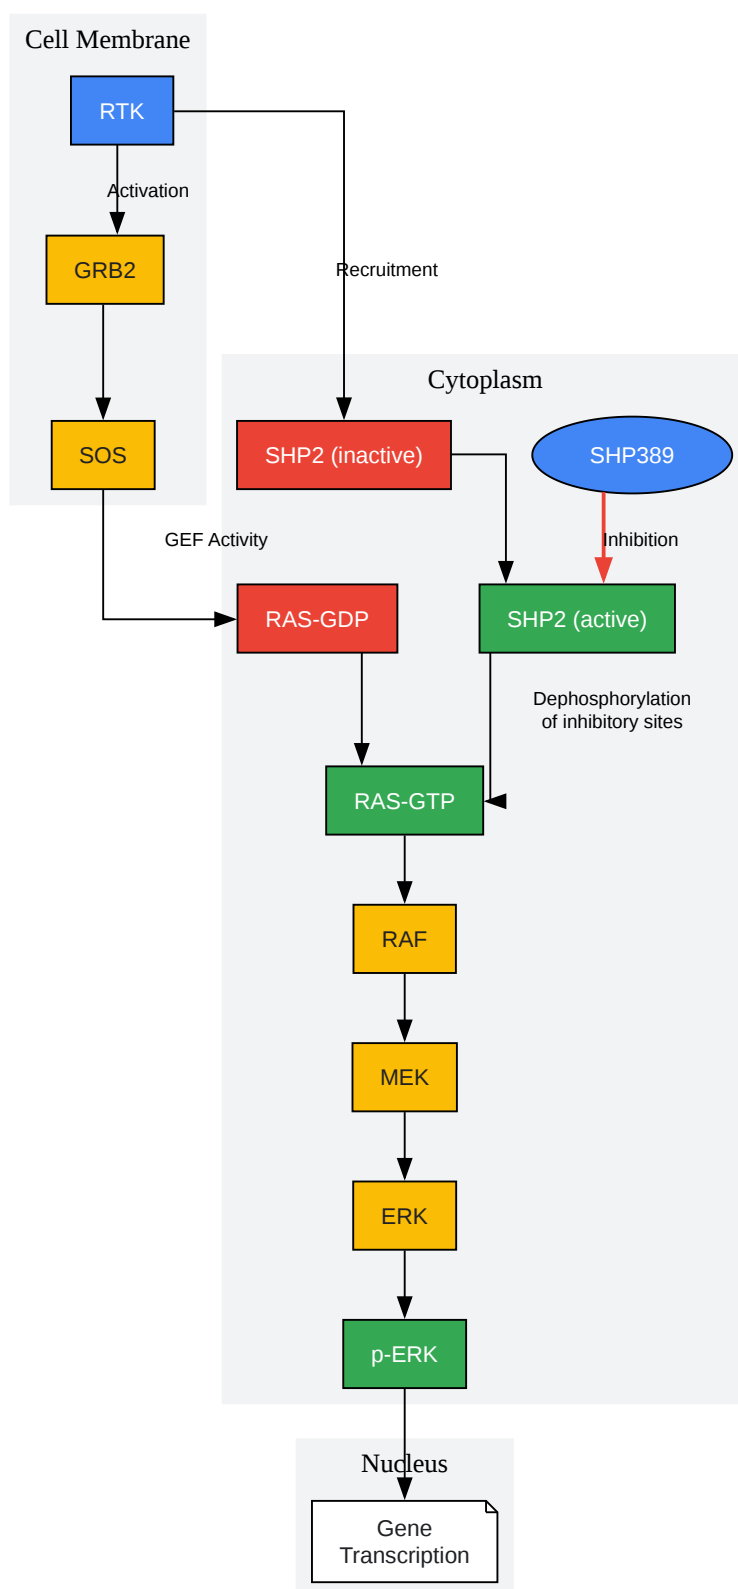 Cell Membrane
RTK
Activation
GRB2
Recruitment
Cytoplasm
SOS
SHP2 (inactive)
SHP389
GEF Activity
Inhibition
RAS-GDP
SHP2 (active)
Dephosphorylation
of inhibitory sites
RAS-GTP
RAF
MEK
ERK
p-ERK
Nucleus
Gene
Transcription